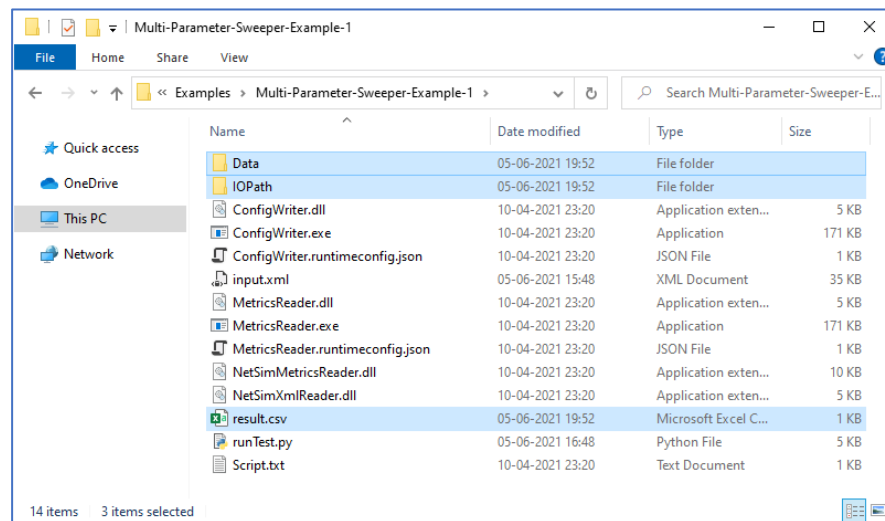 Multi-Parameter-Sweeper-Example-1
File Home Share View
« Examples > Multi-Parameter-Sweeper-Example-1 > Search Multi-Parameter-Sweeper-E...
Name Date modified Type Size
Quick access
OneDrive
This PC
Network
Data 05-06-2021 19:52 File folder
IOPath 05-06-2021 19:52 File folder
ConfigWriter.dll 10-04-2021 23:20 Application exten... 5 KB
ConfigWriter.exe 10-04-2021 23:20 Application 171 KB
ConfigWriter.runtimeconfig.json 10-04-2021 23:20 JSON File 1 KB
input.xml 05-06-2021 15:48 XML Document 35 KB
MetricsReader.dll 10-04-2021 23:20 Application exten... 5 KB
MetricsReader.exe 10-04-2021 23:20 Application 171 KB
MetricsReader.runtimeconfig.json 10-04-2021 23:20 JSON File 1 KB
NetSimMetricsReader.dll 10-04-2021 23:20 Application exten... 10 KB
NetSimXmlReader.dll 10-04-2021 23:20 Application exten... 5 KB
result.csv 05-06-2021 19:52 Microsoft Excel C... 1 KB
runTest.py 05-06-2021 16:48 Python File 5 KB
Script.txt 10-04-2021 23:20 Text Document 1 KB
14 items 3 items selected